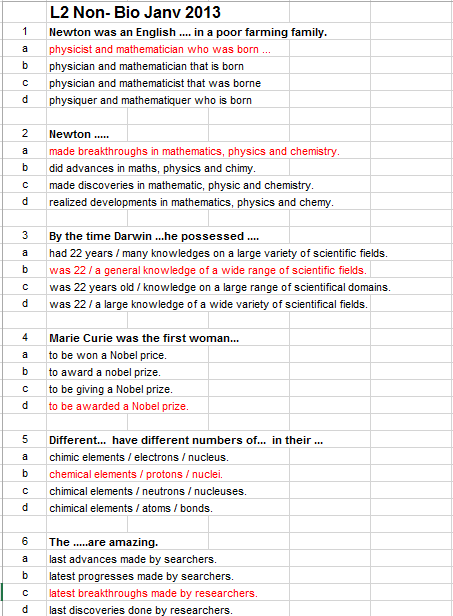 L2 Non- Bio Janv 2013
1 Newton was an English .... in a poor farming family.
a physicist and mathematician who was born ...
b physician and mathematician that is born
c physician and mathematicist that was borne
d physiquer and mathematiquer who is born
2 Newton .....
a made breakthroughs in mathematics, physics and chemistry.
b did advances in maths, physics and chimy.
c made discoveries in mathematic, physic and chemistry.
d realized developments in mathematics, physics and chemy.
3 By the time Darwin ...he possessed ....
a had 22 years / many knowledges on a large variety of scientific fields.
b was 22 / a general knowledge of a wide range of scientific fields.
c was 22 years old / knowledge on a large range of scientifical domains.
d was 22 / a large knowledge of a wide variety of scientifical fields.
4 Marie Curie was the first woman...
a to be won a Nobel price.
b to award a nobel prize.
c to be giving a Nobel prize.
d to be awarded a Nobel prize.
5 Different... have different numbers of... in their ...
a chimic elements / electrons / nucleus.
b chemical elements / protons / nuclei.
c chimical elements / neutrons / nucleuses.
d chimical elements / atoms / bonds.
6 The .....are amazing.
a last advances made by searchers.
b latest progresses made by searchers.
c latest breakthroughs made by researchers.
d last discoveries done by researchers.